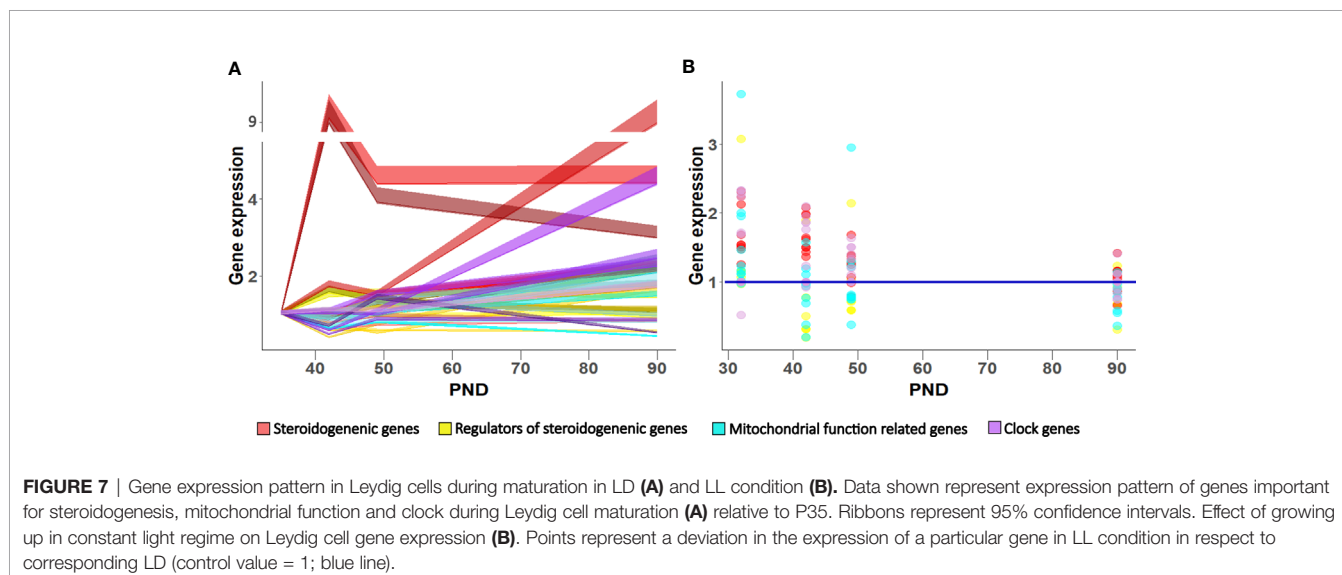 A
B
Gene expression
9
4
2
40 50 60 70 80 90
PND
Gene expression
3
2
1
30 40 50 60 70 80 90
PND
Steroidogenenic genes
Regulators of steroidogenenic genes
Mitochondrial function related genes
Clock genes
FIGURE 7 | Gene expression pattern in Leydig cells during maturation in LD (A) and LL condition (B). Data shown represent expression pattern of genes important
for steroidogenesis, mitochondrial function and clock during Leydig cell maturation (A) relative to P35. Ribbons represent 95% confidence intervals. Effect of growing
up in constant light regime on Leydig cell gene expression (B). Points represent a deviation in the expression of a particular gene in LL condition in respect to
corresponding LD (control value = 1; blue line).